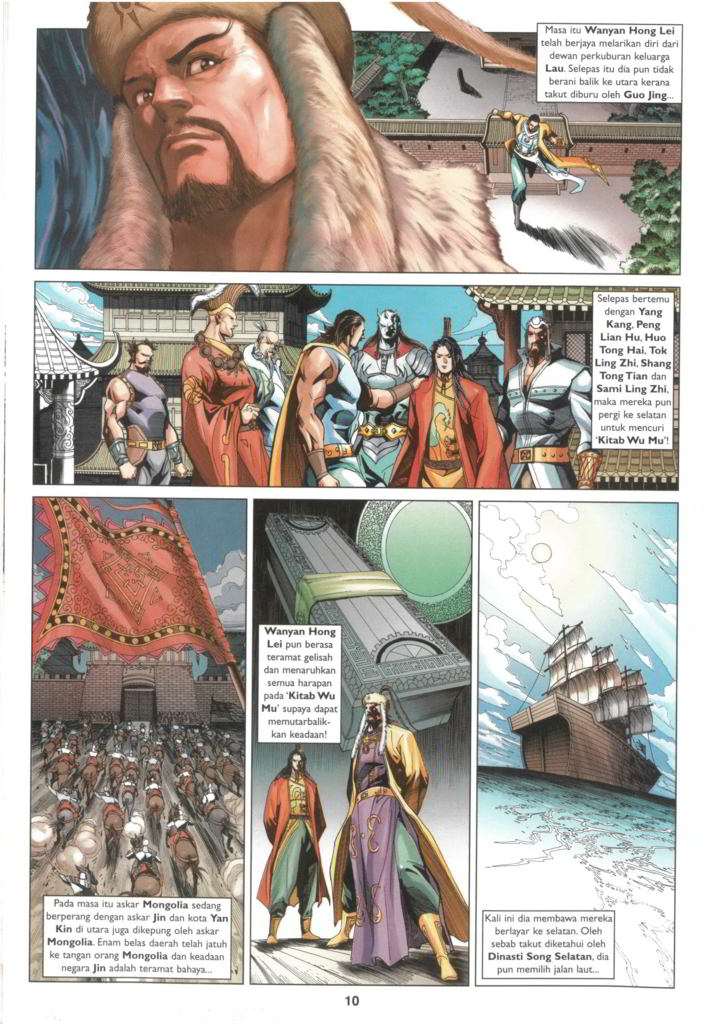 Masa itu Wanyan Hong Lei
telah berjaya melarikan diri dari
dewan perkuburan keluarga
Lau. Selepas itu dia pun tidak
berani balik ke utara kerana
takut diburu oleh Guo Jing...
Selepas bertemu
dengan Yang
Kang, Peng
Lian Hu, Huo
Tong Hai, Tok
Ling Zhi, Shang
Tong Tian dan
Sami Ling Zhi,
maka mereka pun
pergi ke selatan
untuk mencuri
'Kitab Wu Mu'!
Pada masa itu askar Mongolia sedang
berperang dengan askar Jin dan kota Yan
Kin di utara juga dikepung oleh askar
Mongolia. Enam belas daerah telah jatuh
ke tangan orang Mongolia dan keadaan
negara Jin adalah teramat bahaya...
Wanyan Hong
Lei pun berasa
teramat gelisah
dan menaruhkan
semua harapan
pada 'Kitab Wu
Mu' supaya dapat
memutarbalik-
kan keadaan!
Kali ini dia membawa mereka
berlayar ke selatan. Oleh
sebab takut diketahui oleh
Dinasti Song Selatan, dia
pun memilih jalan laut...
10